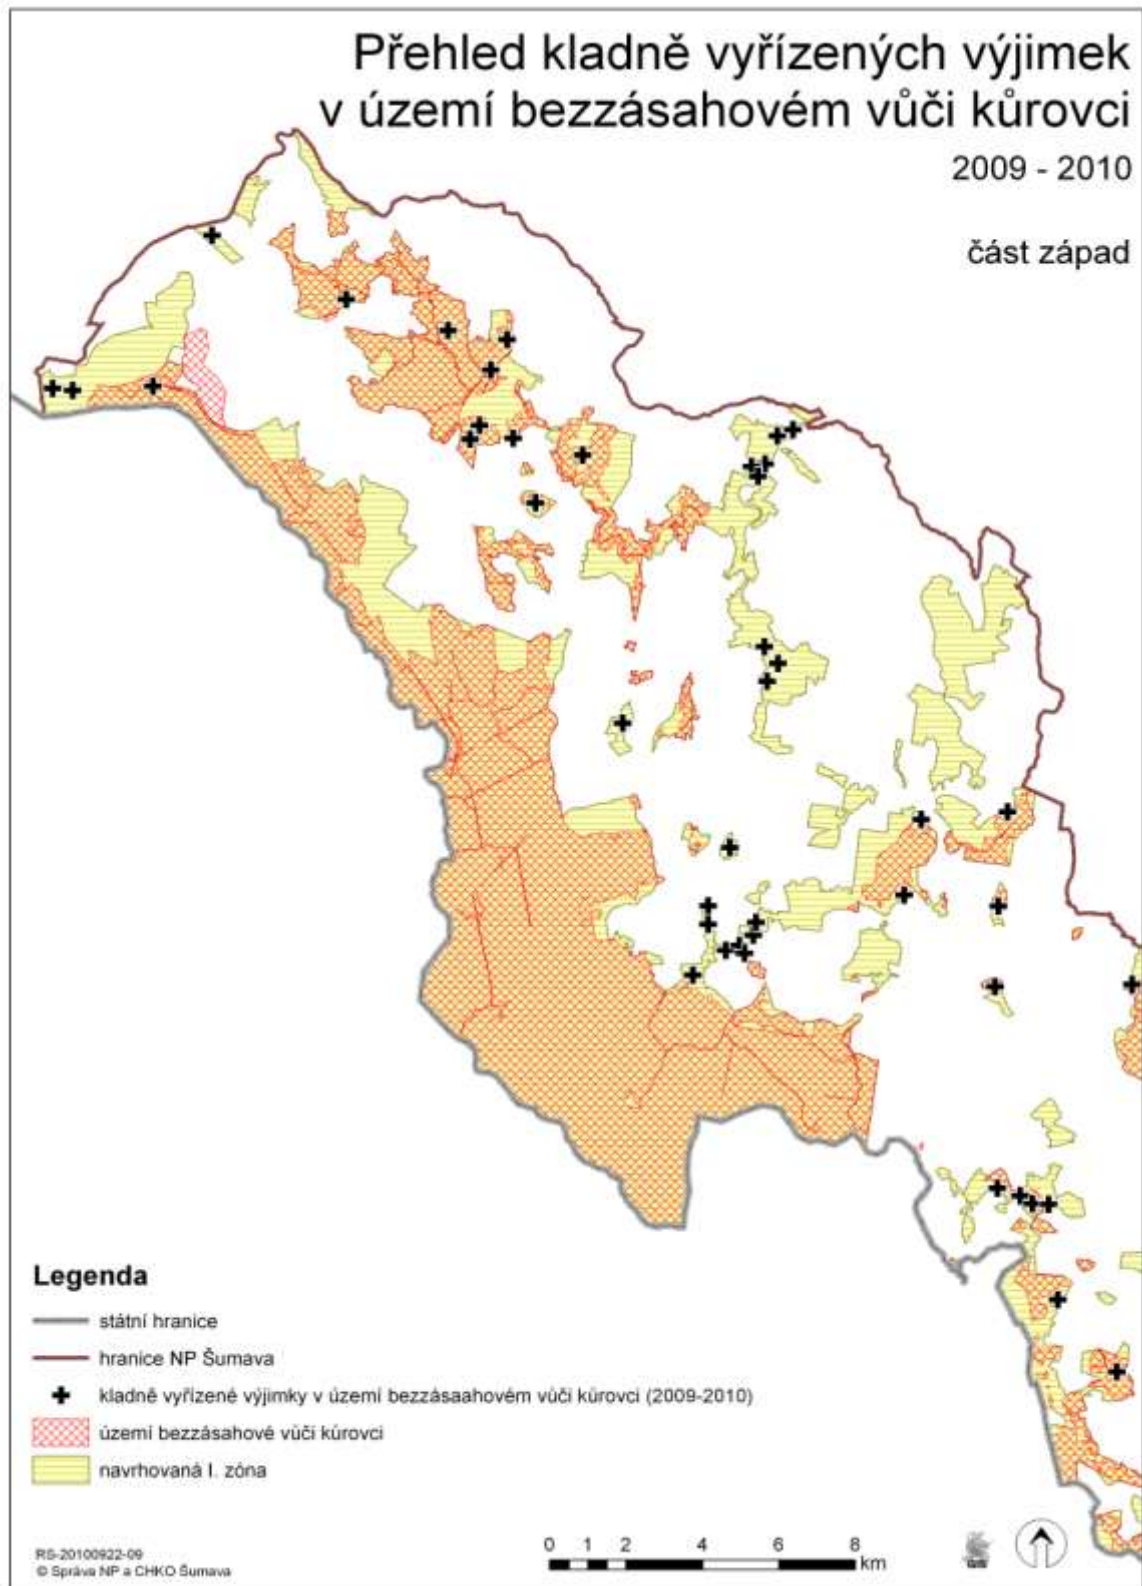 Přehled kladně vyřízených výjimek
v území bezzásahovém vůči kůrovci
2009 - 2010
část západ
Legenda
státní hranice
hranice NP Šumava
kladně vyřízené výjimky v území bezzásaahovém vůči kůrovci (2009-2010)
území bezzásahové vůči kůrovci
navrhovaná I. zóna
RS-20100922-09
© Správa NP a CHKO Šumava
0 1 2 4 6 8
km
GIS